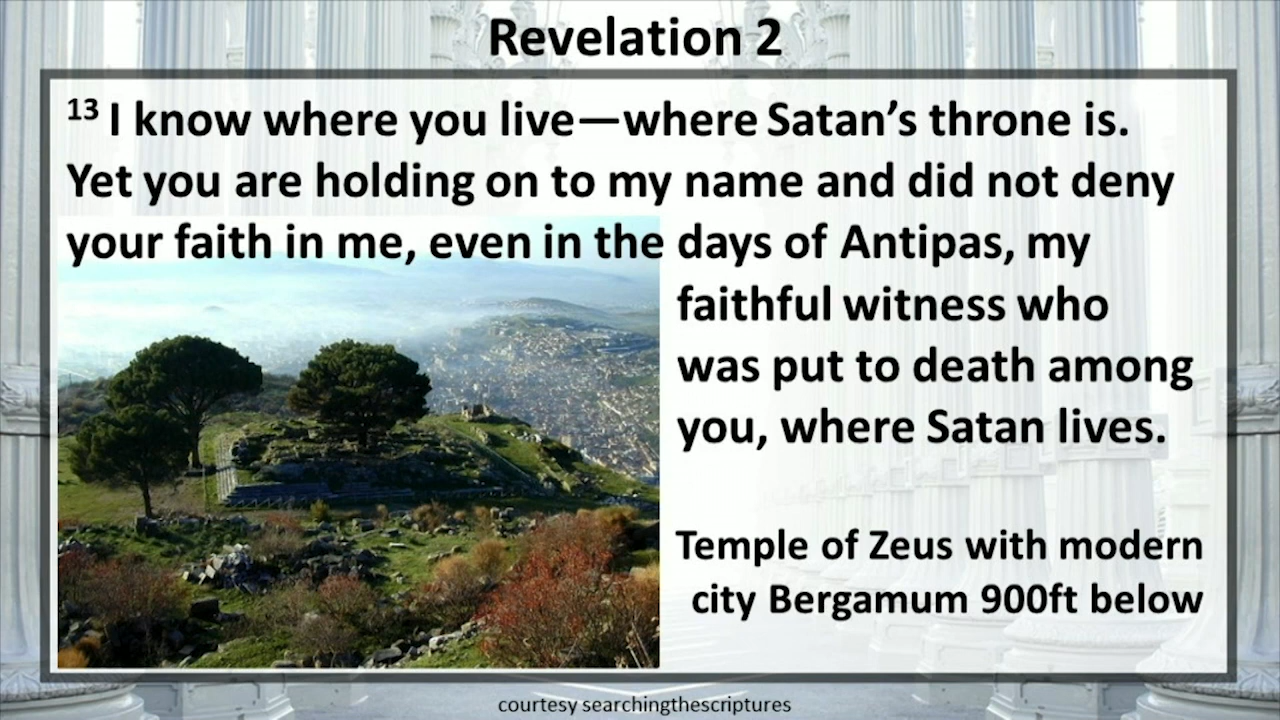 Revelation 2
13 I know where you live—where Satan’s throne is.
Yet you are holding on to my name and did not deny
your faith in me, even in the days of Antipas, my
faithful witness who
was put to death among
you, where Satan lives.
Temple of Zeus with modern
city Bergamum 900ft below
courtesy searchingthescriptures